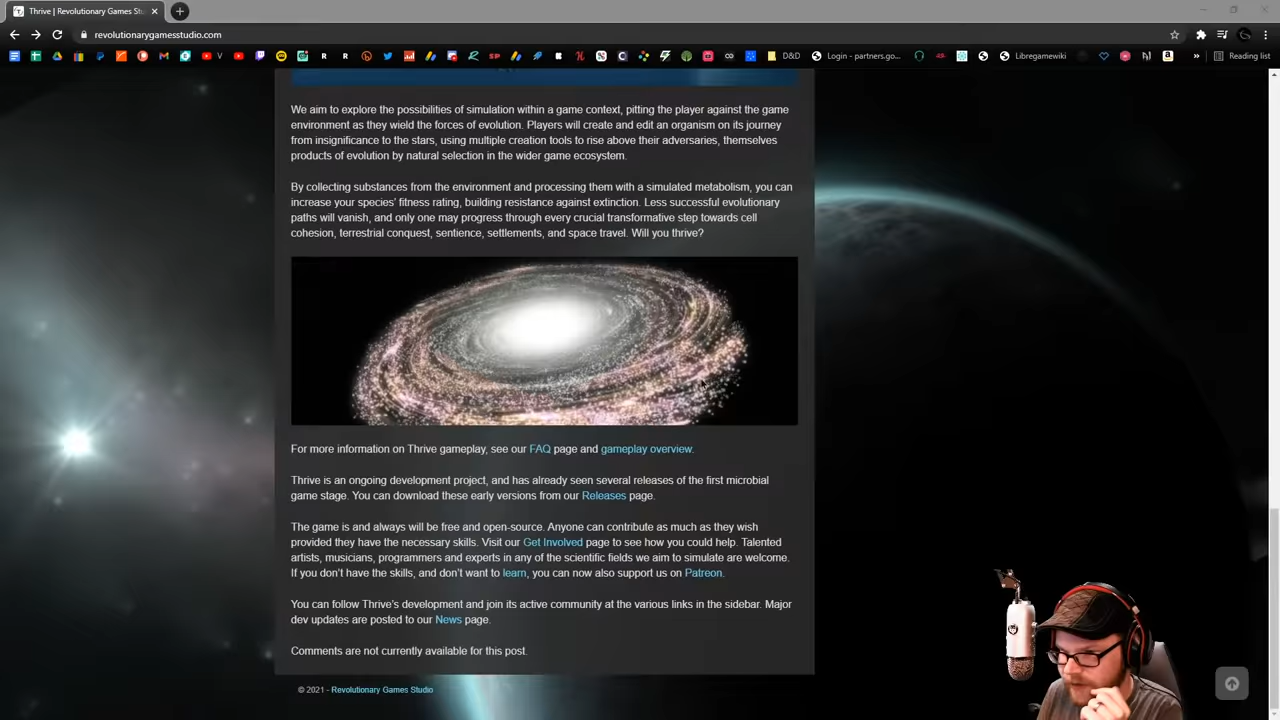 Thrive | Revolutionary Games Stu
revolutionarygamesstudio.com
D&D
Login - partners.go...
Libregamewiki
Reading list
We aim to explore the possibilities of simulation within a game context, pitting the player against the game
environment as they wield the forces of evolution. Players will create and edit an organism on its journey
from insignificance to the stars, using multiple creation tools to rise above their adversaries, themselves
products of evolution by natural selection in the wider game ecosystem.
By collecting substances from the environment and processing them with a simulated metabolism, you can
increase your species' fitness rating, building resistance against extinction. Less successful evolutionary
paths will vanish, and only one may progress through every crucial transformative step towards cell
cohesion, terrestrial conquest, sentience, settlements, and space travel. Will you thrive?
For more information on Thrive gameplay, see our FAQ page and gameplay overview.
Thrive is an ongoing development project, and has already seen several releases of the first microbial
game stage. You can download these early versions from our Releases page.
The game is and always will be free and open-source. Anyone can contribute as much as they wish
provided they have the necessary skills. Visit our Get Involved page to see how you could help. Talented
artists, musicians, programmers and experts in any of the scientific fields we aim to simulate are welcome.
If you don't have the skills, and don't want to learn, you can now also support us on Patreon.
You can follow Thrive's development and join its active community at the various links in the sidebar. Major
dev updates are posted to our News page.
Comments are not currently available for this post.
© 2021 - Revolutionary Games Studio